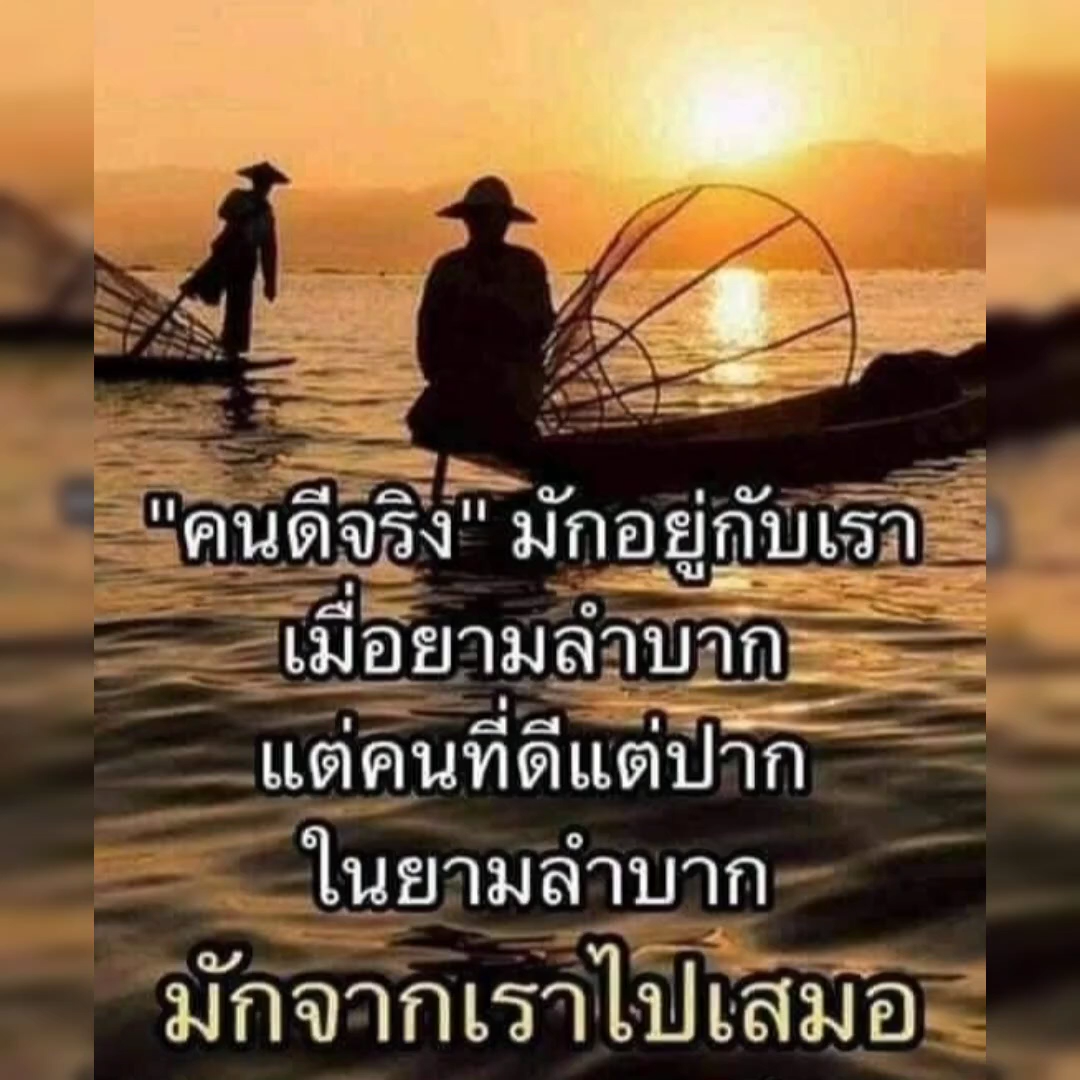 "คนดีจริง" มักอยู่กับเรา
เมื่อยามลำบาก
แต่คนที่ดีแต่ปาก
ในยามลำบาก
มักจากเราไปเสมอ